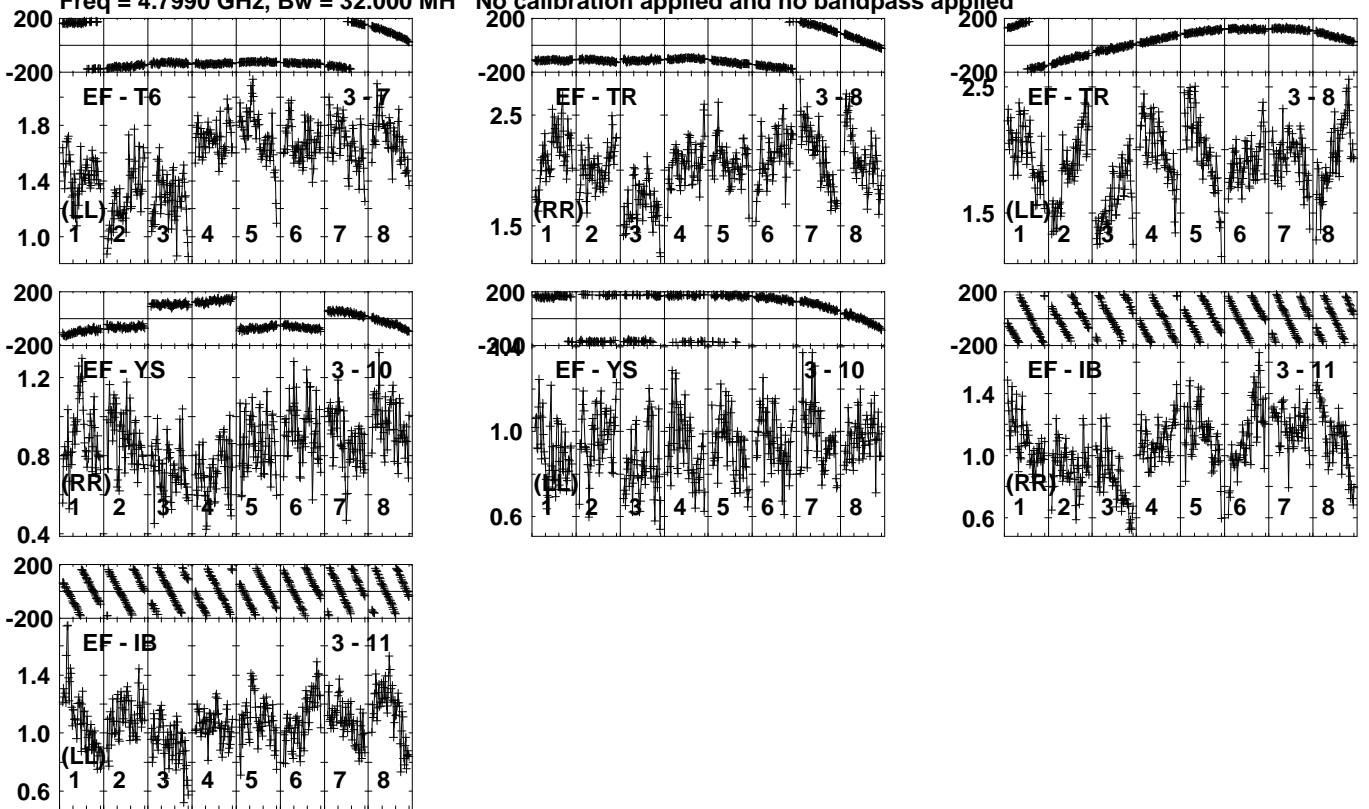 Freq = 4.7990 GHz, Bw = 32.000 MH No calibration applied and no bandpass applied
200
-200
EF - T6 3 - 7
1.8
1.4
1.0
(LL)
1 2 3 4 5 6 7 8
200
-200
EF - TR 3 - 8
2.5
1.5
(RR)
1 2 3 4 5 6 7 8
200
-200
EF - TR 3 - 8
2.5
1.5
(LL)
1 2 3 4 5 6 7 8
200
-200
EF - YS 3 - 10
1.2
0.8
0.4
(RR)
1 2 3 4 5 6 7 8
200
-200
EF - YS 3 - 10
1.4
1.0
0.6
(LL)
1 2 3 4 5 6 7 8
200
-200
EF - IB 3 - 11
1.4
1.0
0.6
(RR)
1 2 3 4 5 6 7 8
200
-200
EF - IB 3 - 11
1.4
1.0
0.6
(LL)
1 2 3 4 5 6 7 8